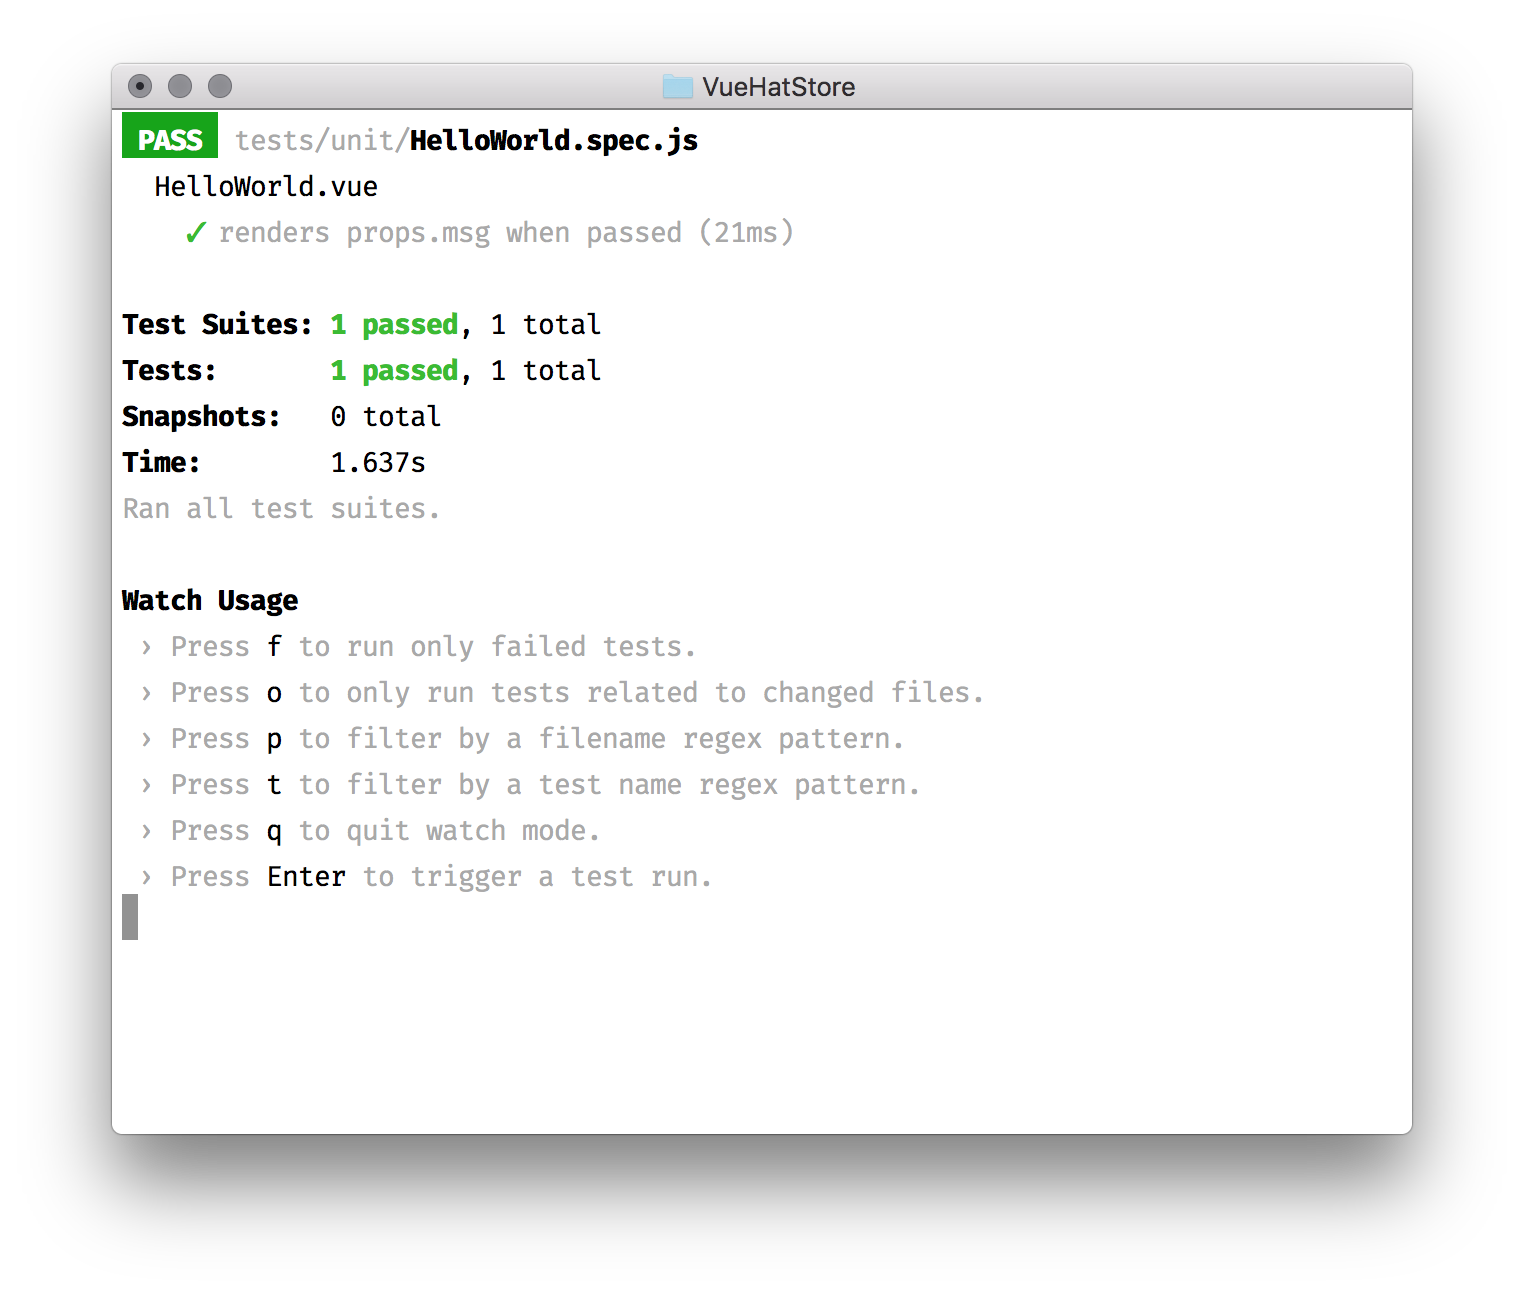 VueHatStore
PASS tests/unit/HelloWorld.spec.js
HelloWorld.vue
✓ renders props.msg when passed (21ms)
Test Suites: 1 passed, 1 total
Tests: 1 passed, 1 total
Snapshots: 0 total
Time: 1.637s
Ran all test suites.
Watch Usage
› Press f to run only failed tests.
› Press o to only run tests related to changed files.
› Press p to filter by a filename regex pattern.
› Press t to filter by a test name regex pattern.
› Press q to quit watch mode.
› Press Enter to trigger a test run.